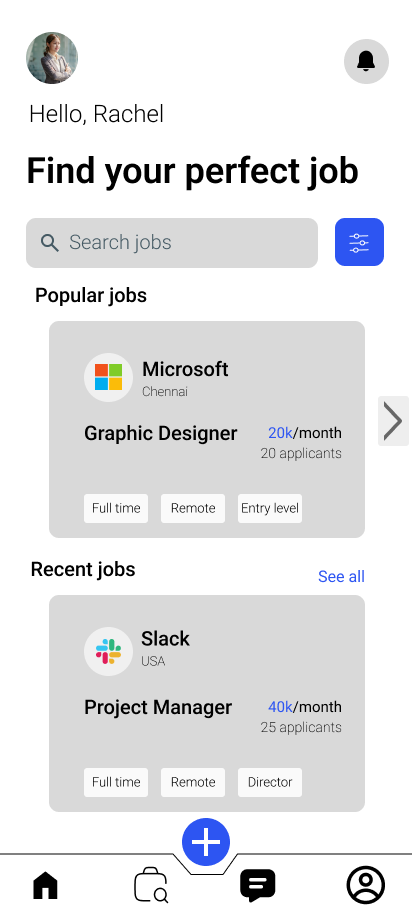 Hello, Rachel
Find your perfect job
Search jobs
Popular jobs
Microsoft
Chennai
Graphic Designer
20k/month
20 applicants
Full time
Remote
Entry level
Recent jobs
See all
Slack
USA
Project Manager
40k/month
25 applicants
Full time
Remote
Director